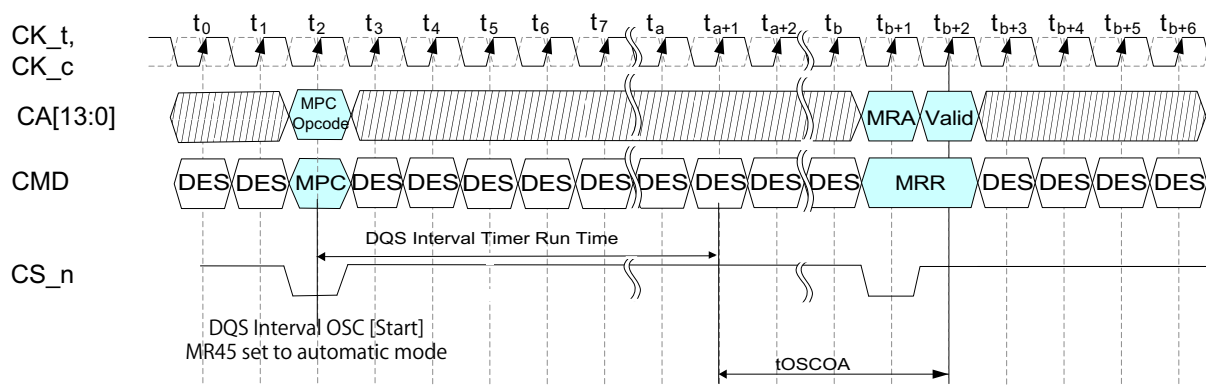 t0 t1 t2 t3 t4 t5 t6 t7 ta ta+1 ta+2 tb tb+1 tb+2 tb+3 tb+4 tb+5 tb+6
CK_t,
CK_c
CA[13:0] MPC Opcode MRA Valid
CMD DES DES MPC DES DES DES DES DES DES DES DES DES MRR DES DES DES DES
DQS Interval Timer Run Time
CS_n
DQS Interval OSC [Start]
MR45 set to automatic mode
tOSCOA